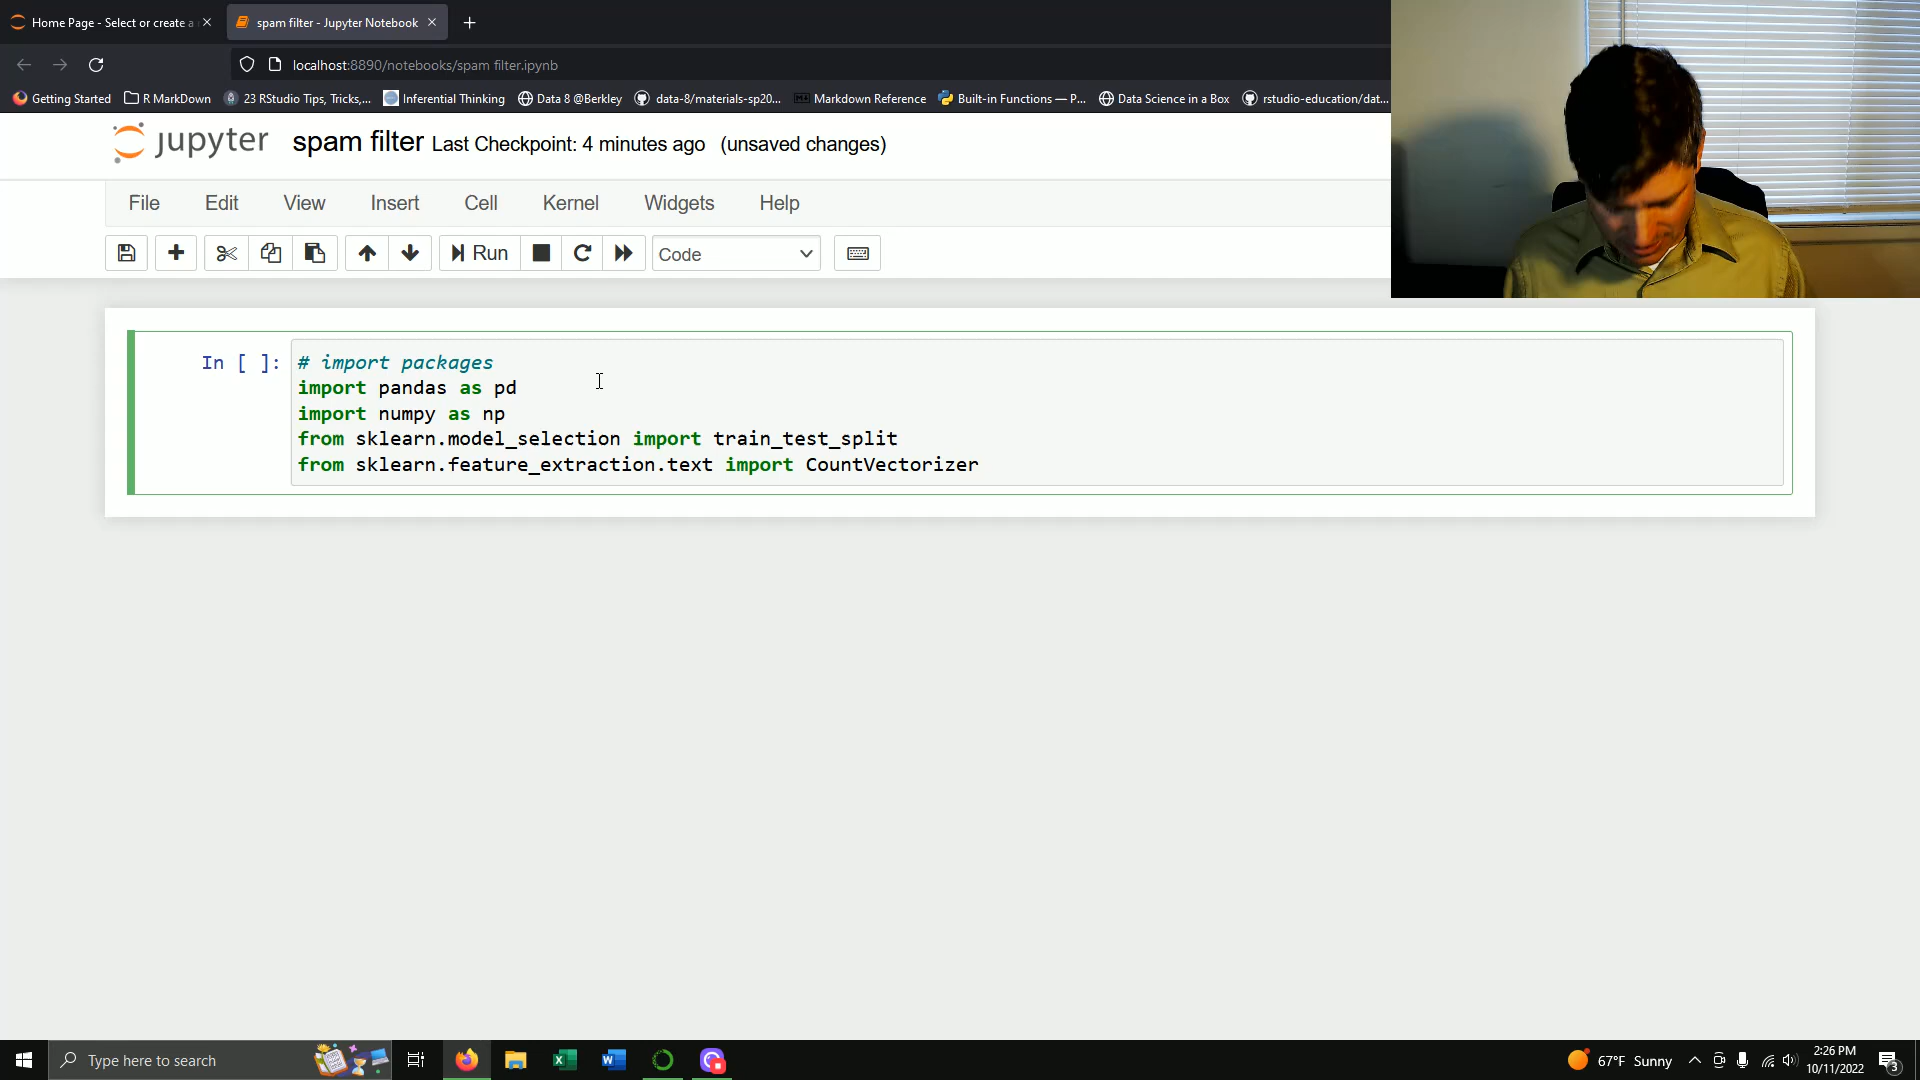 Home Page - Select or create a
spam filter - Jupyter Notebook
localhost:8890/notebooks/spam filter.ipynb
Getting Started
R MarkDown
23 RStudio Tips, Tricks,...
Inferential Thinking
Data 8 @Berkley
data-8/materials-sp20...
Markdown Reference
Built-in Functions — P...
Data Science in a Box
rstudio-education/dat...
jupyter spam filter Last Checkpoint: 4 minutes ago (unsaved changes)
File Edit View Insert Cell Kernel Widgets Help
Run Code
In [ ]: # import packages
import pandas as pd
import numpy as np
from sklearn.model_selection import train_test_split
from sklearn.feature_extraction.text import CountVectorizer
Type here to search
67°F Sunny
2:26 PM
10/11/2022
3